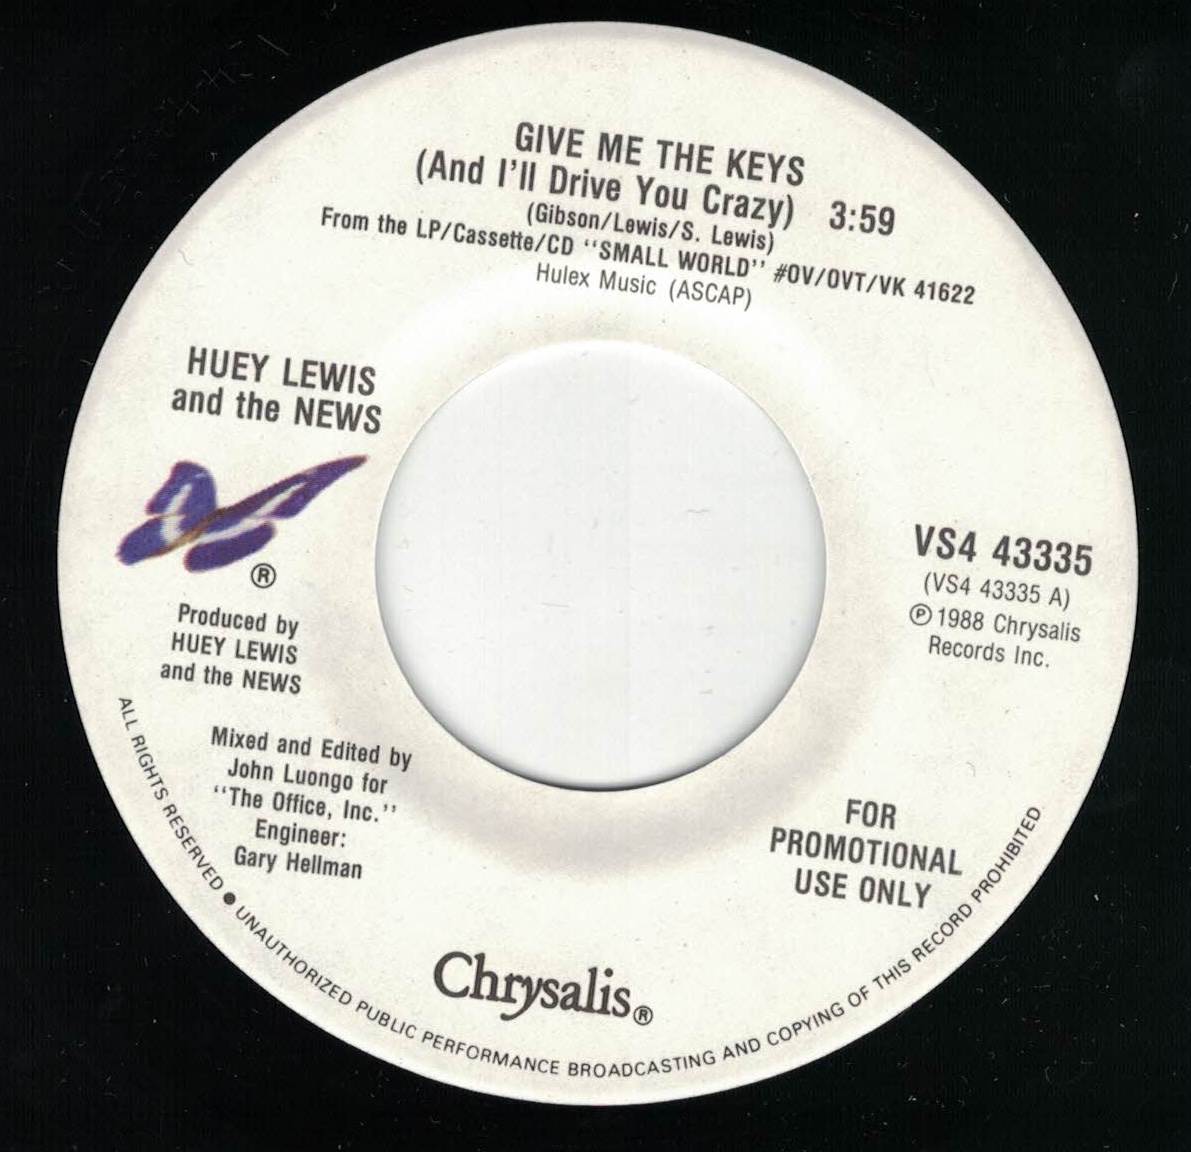 GIVE ME THE KEYS
(And I'll Drive You Crazy) 3:59
(Gibson/Lewis/S. Lewis)
From the LP/Cassette/CD "SMALL WORLD" #OV/OVT/VK 41622
Hulex Music (ASCAP)
HUEY LEWIS
and the NEWS
®
Produced by
HUEY LEWIS
and the NEWS
Mixed and Edited by
John Luongo for
"The Office, Inc."
Engineer:
Gary Hellman
VS4 43335
(VS4 43335 A)
℗ 1988 Chrysalis
Records Inc.
FOR
PROMOTIONAL
USE ONLY
Chrysalis®
ALL RIGHTS RESERVED ● UNAUTHORIZED PUBLIC PERFORMANCE BROADCASTING AND COPYING OF THIS RECORD PROHIBITED